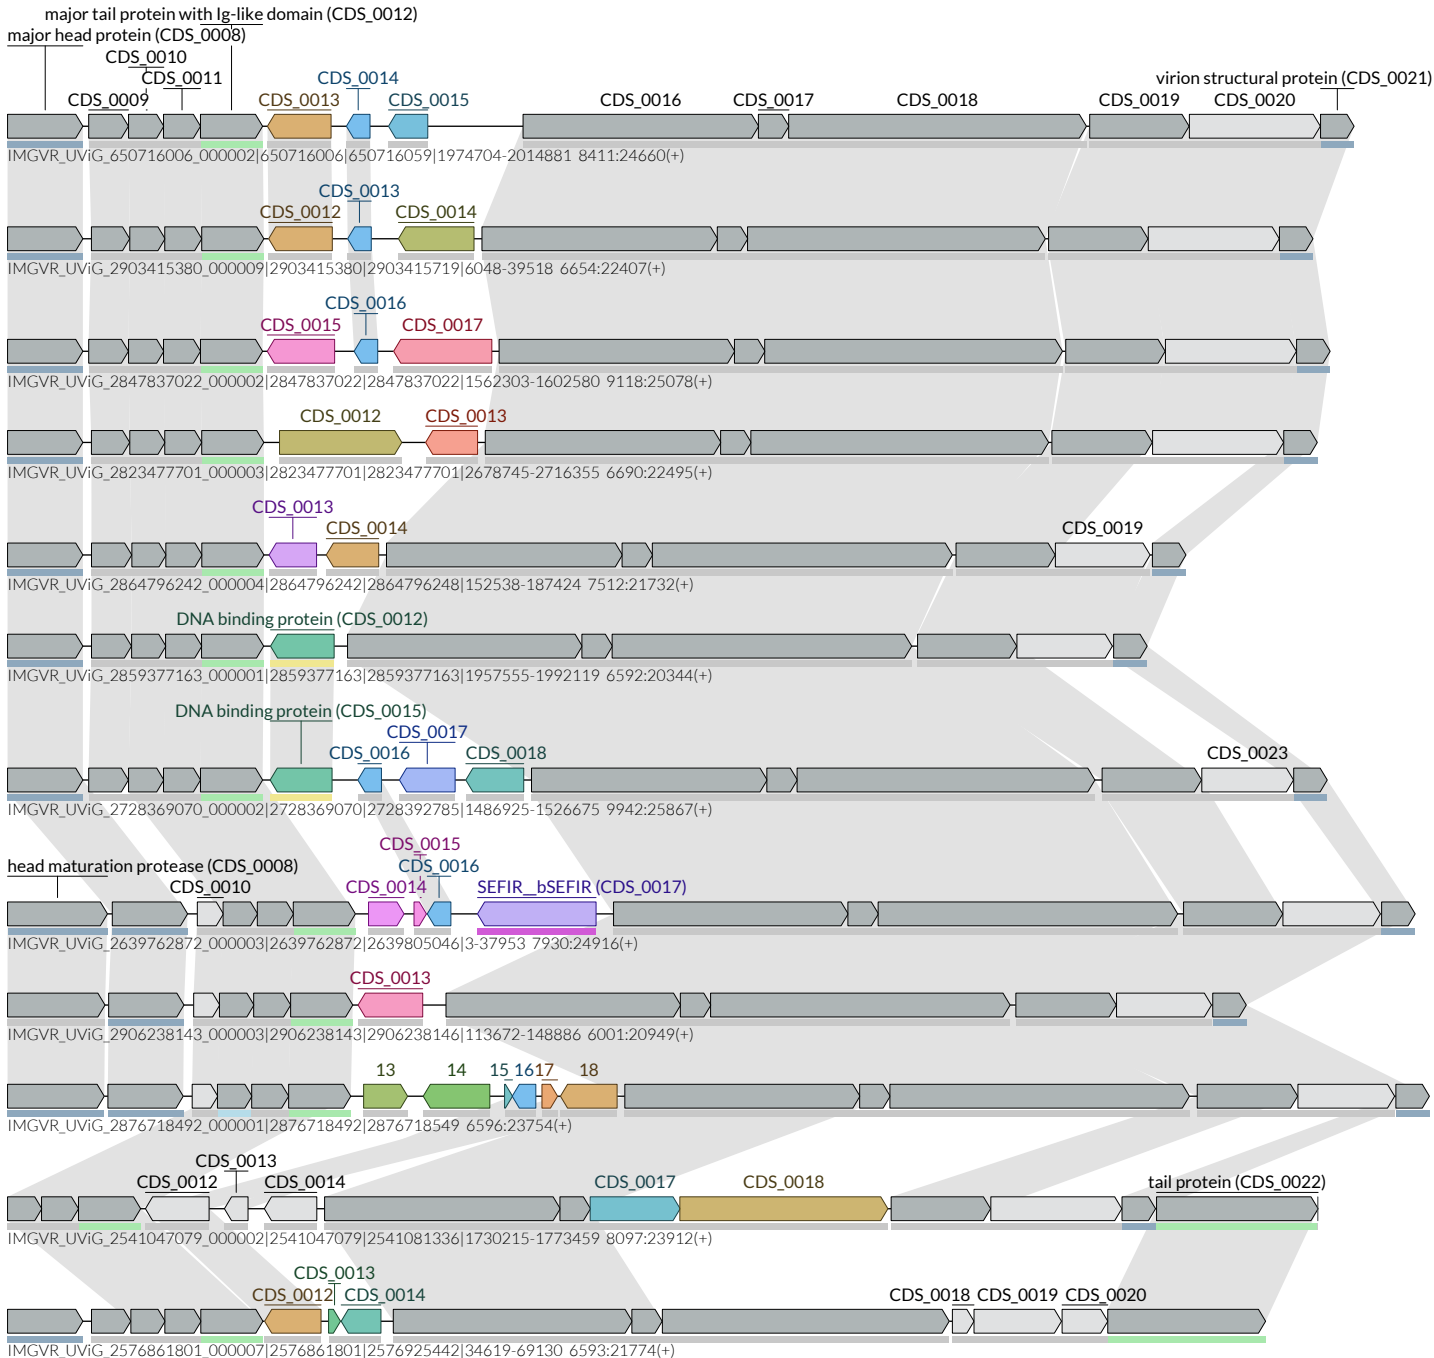 major tail protein with Ig-like domain (CDS_0012)
major head protein (CDS_0008)
CDS_0010
CDS_0011 CDS_0014 virion structural protein (CDS_0021)
CDS_0009 CDS_0013 CDS_0015 CDS_0016 CDS_0017 CDS_0018 CDS_0019 CDS_0020
IMGVR_UViG_650716006_000002|650716006|650716059|1974704-2014881 8411:24660(+)
CDS_0013
CDS_0012 CDS_0014
IMGVR_UViG_2903415380_000009|2903415380|2903415719|6048-39518 6654:22407(+)
CDS_0016
CDS_0015 CDS_0017
IMGVR_UViG_2847837022_000002|2847837022|2847837022|1562303-1602580 9118:25078(+)
CDS_0012 CDS_0013
IMGVR_UViG_2823477701_000003|2823477701|2823477701|2678745-2716355 6690:22495(+)
CDS_0013
CDS_0014 CDS_0019
IMGVR_UViG_2864796242_000004|2864796242|2864796248|152538-187424 7512:21732(+)
DNA binding protein (CDS_0012)
IMGVR_UViG_2859377163_000001|2859377163|2859377163|1957555-1992119 6592:20344(+)
DNA binding protein (CDS_0015)
CDS_0017
CDS_0016 CDS_0018 CDS_0023
IMGVR_UViG_2728369070_000002|2728369070|2728392785|1486925-1526675 9942:25867(+)
CDS_0015
head maturation protease (CDS_0008) CDS_0016
CDS_0010 CDS_0014 SEFIR__bSEFIR (CDS_0017)
IMGVR_UViG_2639762872_000003|2639762872|2639805046|3-37953 7930:24916(+)
CDS_0013
IMGVR_UViG_2906238143_000003|2906238143|2906238146|113672-148886 6001:20949(+)
13 14 15 16 17 18
IMGVR_UViG_2876718492_000001|2876718492|2876718549 6596:23754(+)
CDS_0013
CDS_0012 CDS_0014 CDS_0017 CDS_0018 tail protein (CDS_0022)
IMGVR_UViG_2541047079_000002|2541047079|2541081336|1730215-1773459 8097:23912(+)
CDS_0013
CDS_0012 CDS_0014 CDS_0018 CDS_0019 CDS_0020
IMGVR_UViG_2576861801_000007|2576861801|2576925442|34619-69130 6593:21774(+)